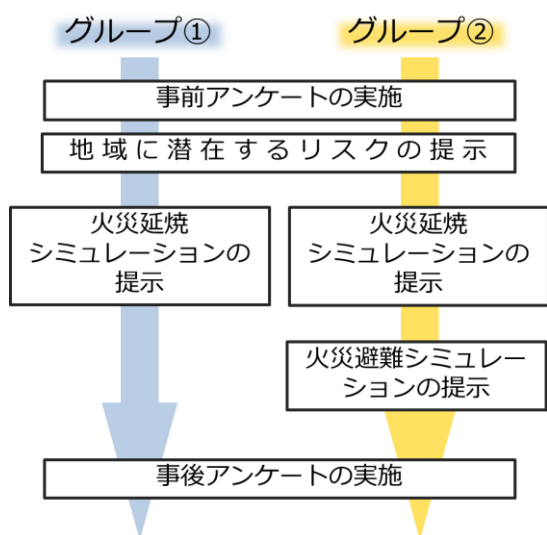 グループ①
グループ②
事前アンケートの実施
地域に潜在するリスクの提示
火災延焼
シミュレーションの
提示
火災延焼
シミュレーションの
提示
火災避難シミュレー
ションの提示
事後アンケートの実施